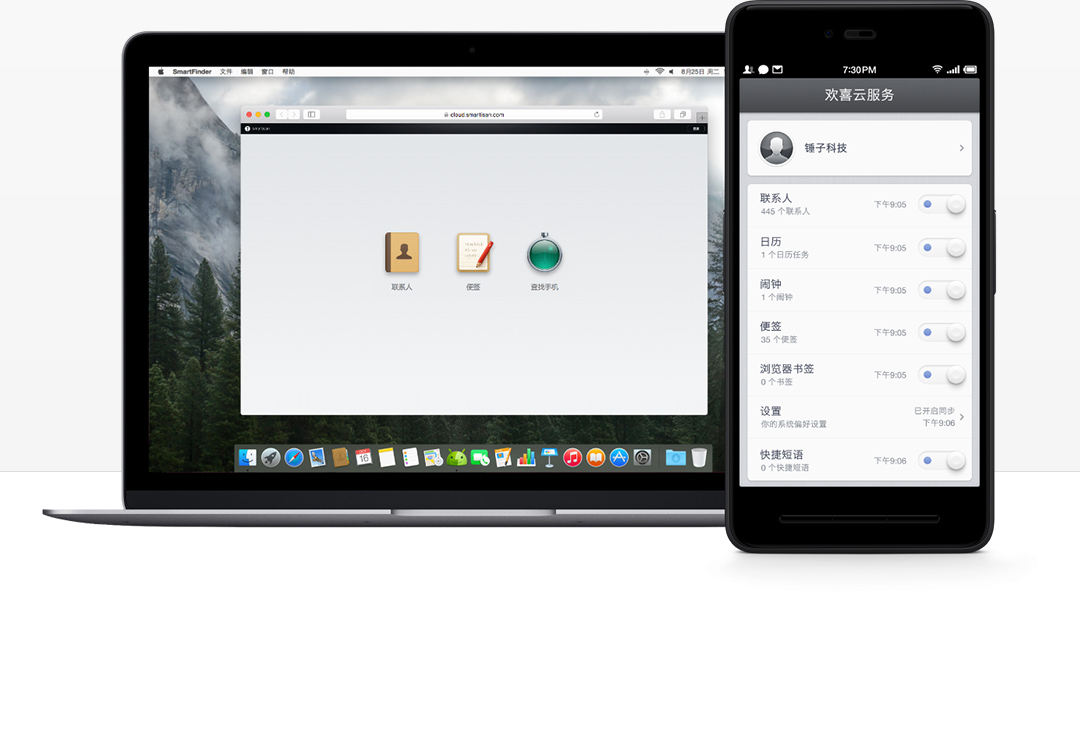 SmartFinder 文件 编辑 窗口 帮助
8月25日 周二
cloud.smartisan.com
smartisan
联系人
便签
查找手机
16
7:30PM
欢喜云服务
锤子科技
联系人
445 个联系人
下午9:05
日历
1 个日历任务
下午9:05
闹钟
1 个闹钟
下午9:05
便签
35 个便签
下午9:05
浏览器书签
0 个书签
下午9:05
设置
你的系统偏好设置
已开启同步
下午9:06
快捷短语
0 个快捷短语
下午9:06